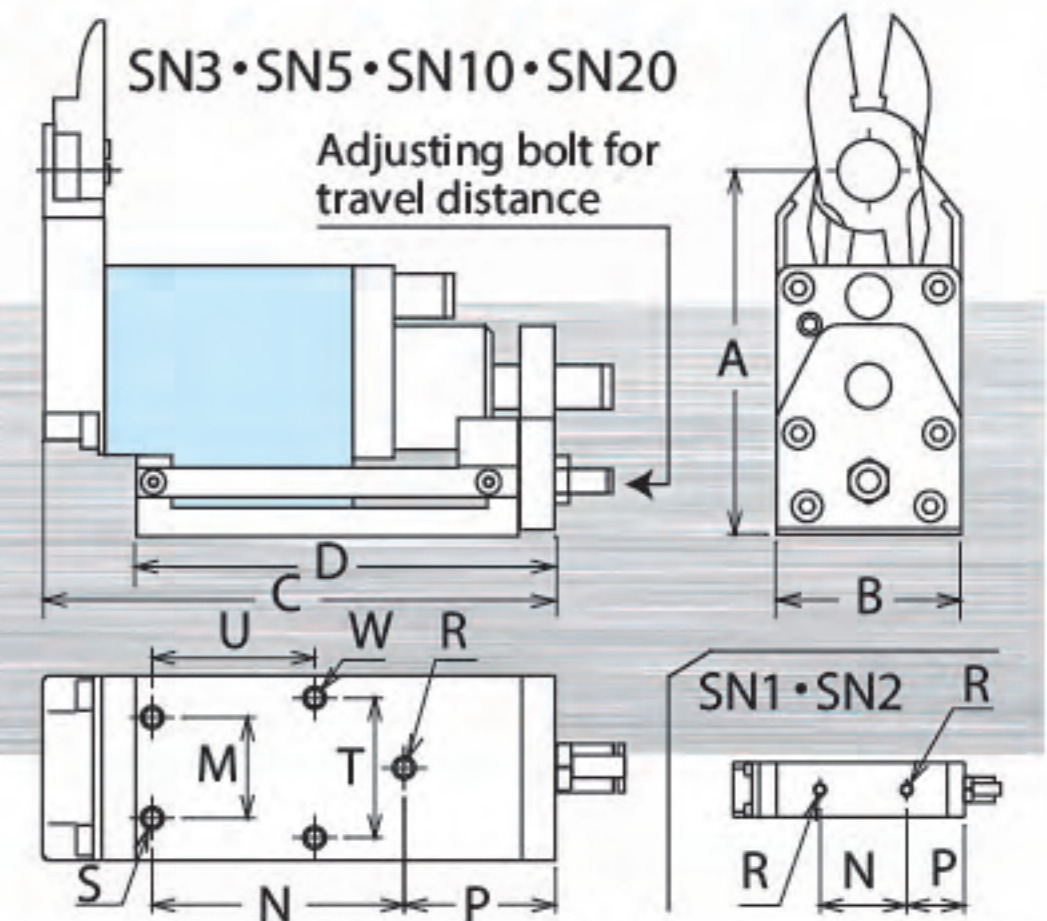 SN3・SN5・SN10・SN20
Adjusting bolt for
travel distance
A
D
C
B
U
W
R
SN1・SN2
R
M
T
S
N
P
R
N
P